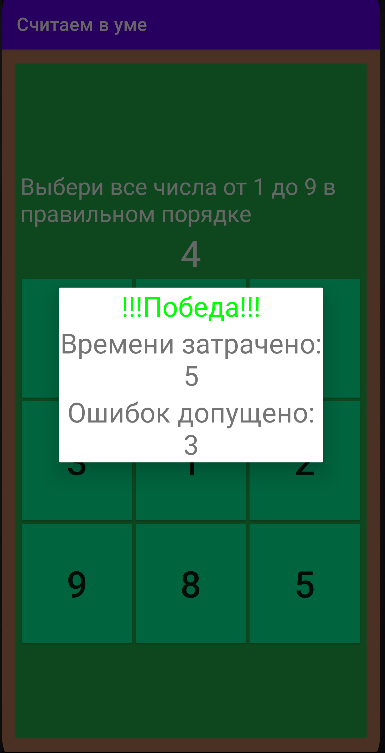 Считаем в уме
Выбери все числа от 1 до 9 в
правильном порядке
4
!!!Победа!!!
Времени затрачено:
5
Ошибок допущено:
3
3 1 2
9 8 5